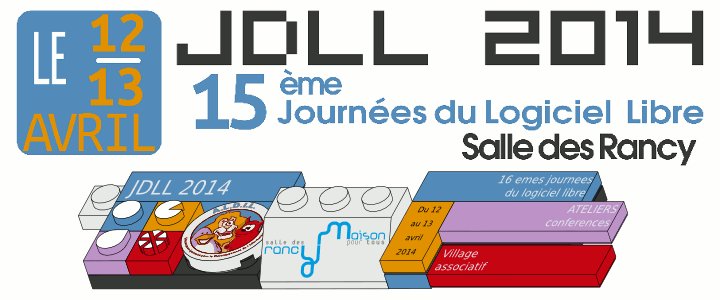 LE 12
13
AVRIL
JDLL 2014
15 ème
Journées du Logiciel Libre
Salle des Rancy
JDLL 2014
A.L.D.I.L.
salle des
rancy
Maison
pour tous
Du 12
au 13
avril
2014
16 emes journees
du logiciel libre
ATELIERS
conferences
Village
associatif